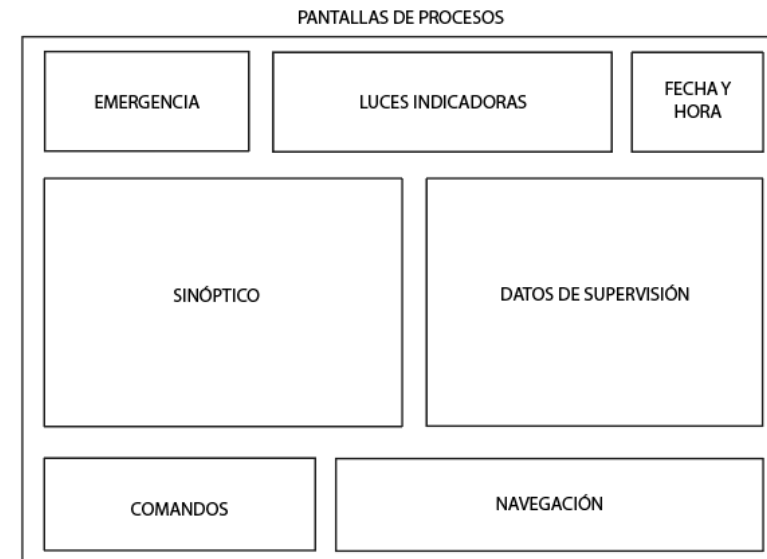 PANTALLAS DE PROCESOS
EMERGENCIA
LUCES INDICADORAS
FECHA Y
HORA
SINÓPTICO
DATOS DE SUPERVISIÓN
COMANDOS
NAVEGACIÓN